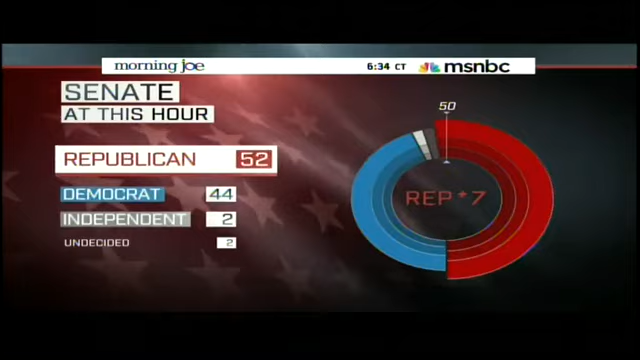 morning joe 6:34 CT msnbc
SENATE
AT THIS HOUR
50
REPUBLICAN 52
DEMOCRAT 44
INDEPENDENT 2
UNDECIDED 2
REP +7